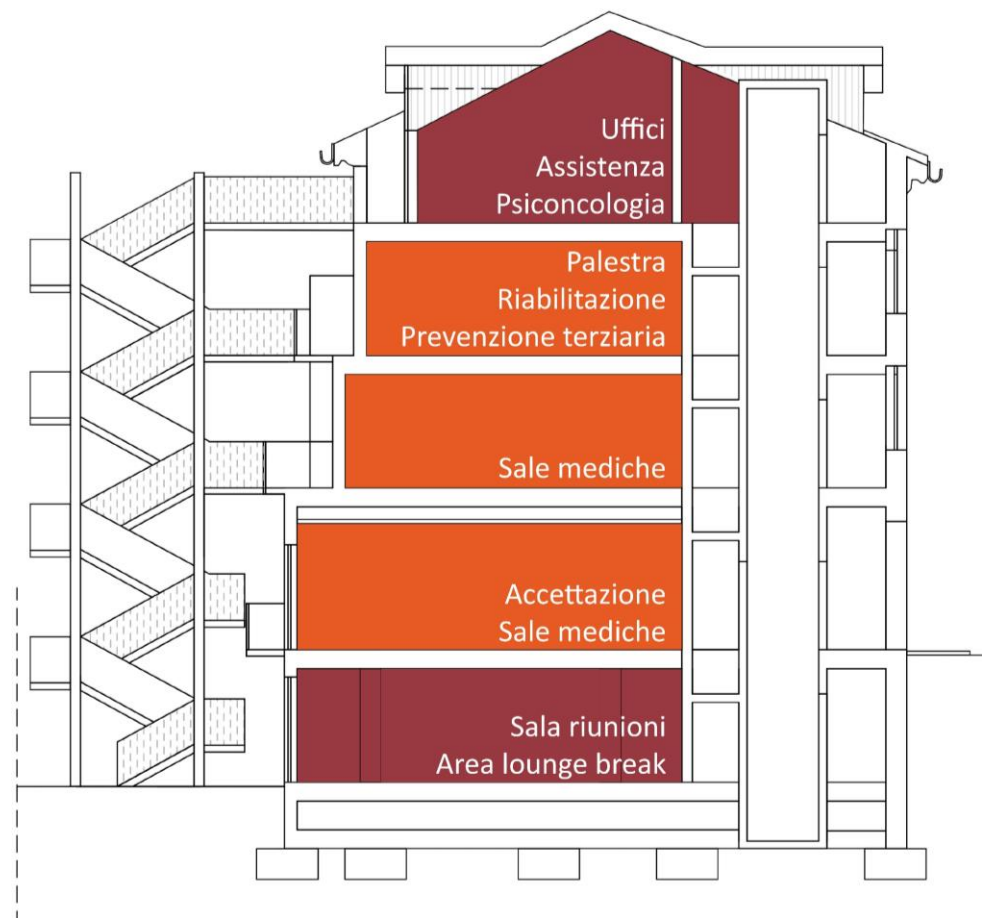 Uffici
Assistenza
Psiconcologia
Palestra
Riabilitazione
Prevenzione terziaria
Sale mediche
Accettazione
Sale mediche
Sala riunioni
Area lounge break